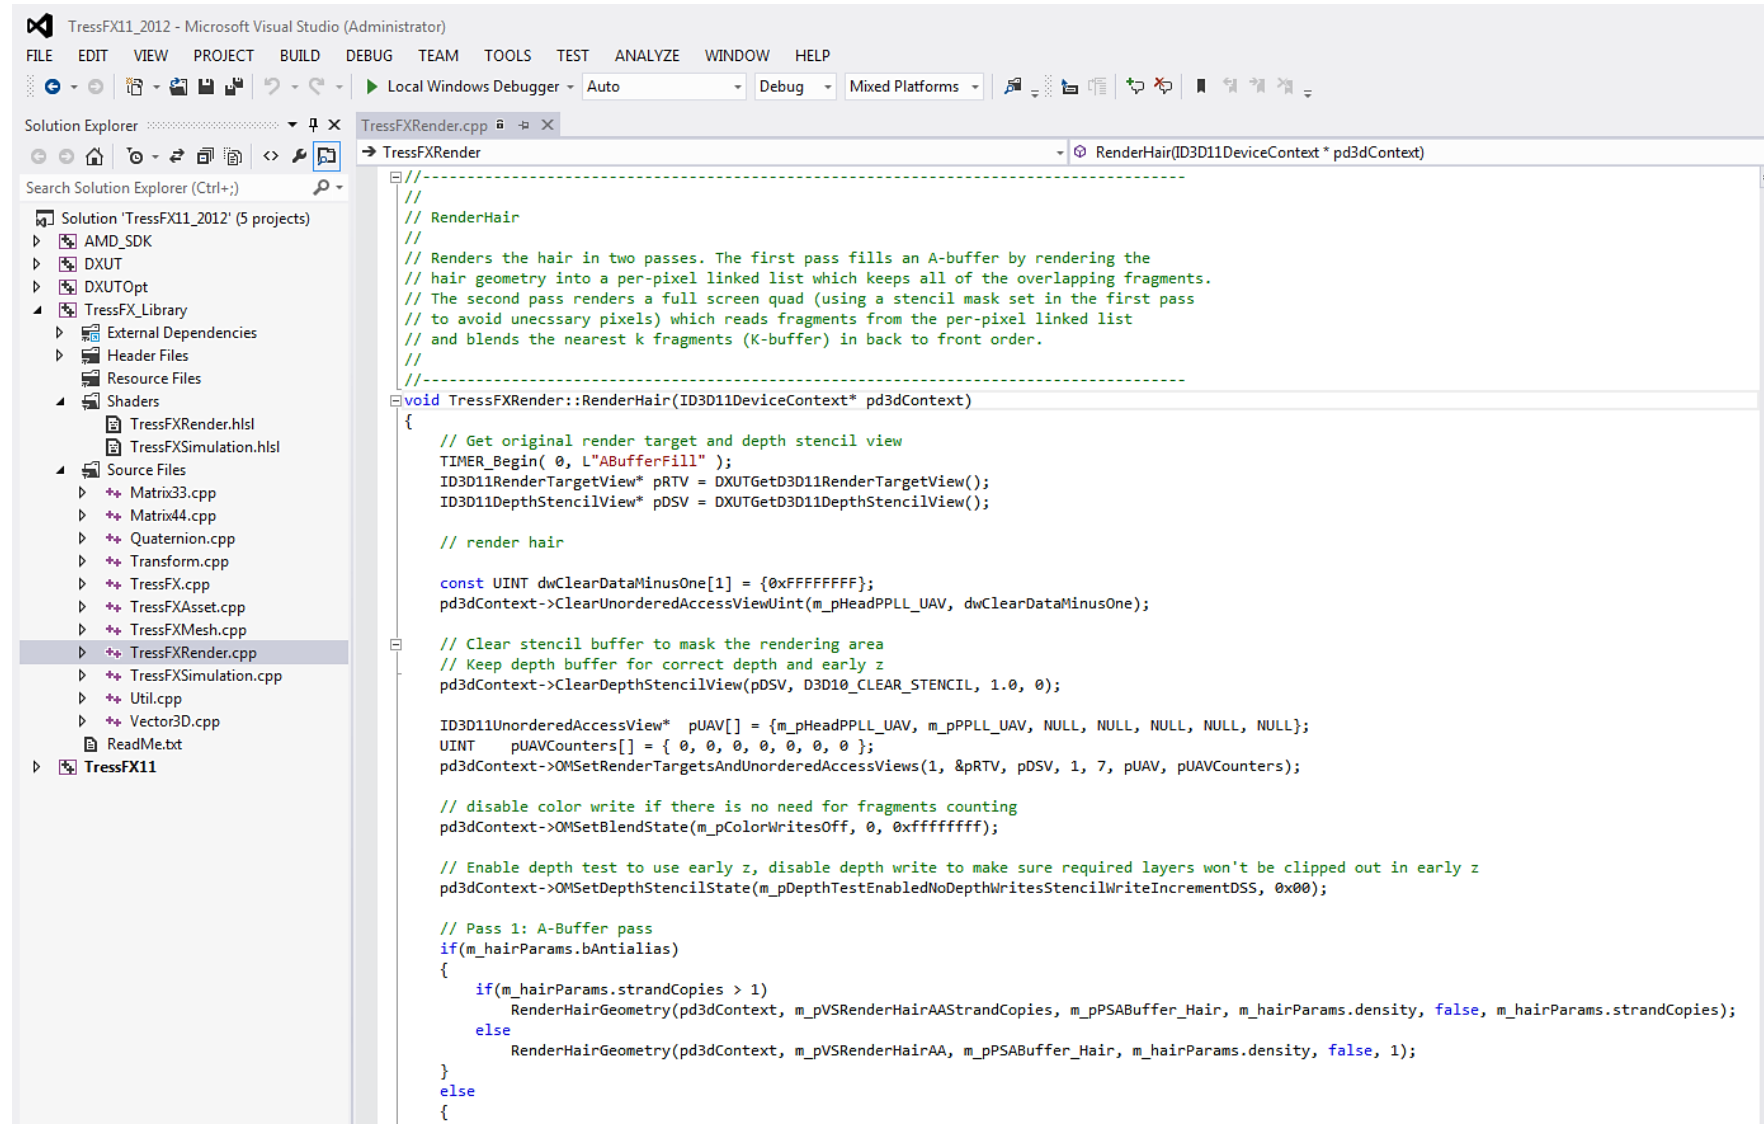 TressFX11_2012 - Microsoft Visual Studio (Administrator)
FILE EDIT VIEW PROJECT BUILD DEBUG TEAM TOOLS TEST ANALYZE WINDOW HELP
Local Windows Debugger Auto Debug Mixed Platforms
Solution Explorer
Search Solution Explorer (Ctrl+;)
Solution 'TressFX11_2012' (5 projects)
AMD_SDK
DXUT
DXUTOpt
TressFX_Library
External Dependencies
Header Files
Resource Files
Shaders
TressFXRender.hlsl
TressFXSimulation.hlsl
Source Files
Matrix33.cpp
Matrix44.cpp
Quaternion.cpp
Transform.cpp
TressFX.cpp
TressFXAsset.cpp
TressFXMesh.cpp
TressFXRender.cpp
TressFXSimulation.cpp
Util.cpp
Vector3D.cpp
ReadMe.txt
TressFX11
TressFXRender.cpp
TressFXRender RenderHair(ID3D11DeviceContext * pd3dContext)
//--------------------------------------------------------------------------------------
//
// RenderHair
//
// Renders the hair in two passes. The first pass fills an A-buffer by rendering the
// hair geometry into a per-pixel linked list which keeps all of the overlapping fragments.
// The second pass renders a full screen quad (using a stencil mask set in the first pass
// to avoid unecssary pixels) which reads fragments from the per-pixel linked list
// and blends the nearest k fragments (K-buffer) in back to front order.
//
//--------------------------------------------------------------------------------------
void TressFXRender::RenderHair(ID3D11DeviceContext* pd3dContext)
{
// Get original render target and depth stencil view
TIMER_Begin( 0, L"ABufferFill" );
ID3D11RenderTargetView* pRTV = DXUTGetD3D11RenderTargetView();
ID3D11DepthStencilView* pDSV = DXUTGetD3D11DepthStencilView();
// render hair
const UINT dwClearDataMinusOne[1] = {0xFFFFFFFF};
pd3dContext->ClearUnorderedAccessViewUint(m_pHeadPPLL_UAV, dwClearDataMinusOne);
// Clear stencil buffer to mask the rendering area
// Keep depth buffer for correct depth and early z
pd3dContext->ClearDepthStencilView(pDSV, D3D10_CLEAR_STENCIL, 1.0, 0);
ID3D11UnorderedAccessView* pUAV[] = {m_pHeadPPLL_UAV, m_pPPLL_UAV, NULL, NULL, NULL, NULL, NULL};
UINT pUAVCounters[] = { 0, 0, 0, 0, 0, 0, 0 };
pd3dContext->OMSetRenderTargetsAndUnorderedAccessViews(1, &pRTV, pDSV, 1, 7, pUAV, pUAVCounters);
// disable color write if there is no need for fragments counting
pd3dContext->OMSetBlendState(m_pColorWritesOff, 0, 0xffffffff);
// Enable depth test to use early z, disable depth write to make sure required layers won't be clipped out in early z
pd3dContext->OMSetDepthStencilState(m_pDepthTestEnabledNoDepthWritesStencilWriteIncrementDSS, 0x00);
// Pass 1: A-Buffer pass
if(m_hairParams.bAntialias)
{
if(m_hairParams.strandCopies > 1)
RenderHairGeometry(pd3dContext, m_pVSRenderHairAAStrandCopies, m_pPSABuffer_Hair, m_hairParams.density, false, m_hairParams.strandCopies);
else
RenderHairGeometry(pd3dContext, m_pVSRenderHairAA, m_pPSABuffer_Hair, m_hairParams.density, false, 1);
}
else
{